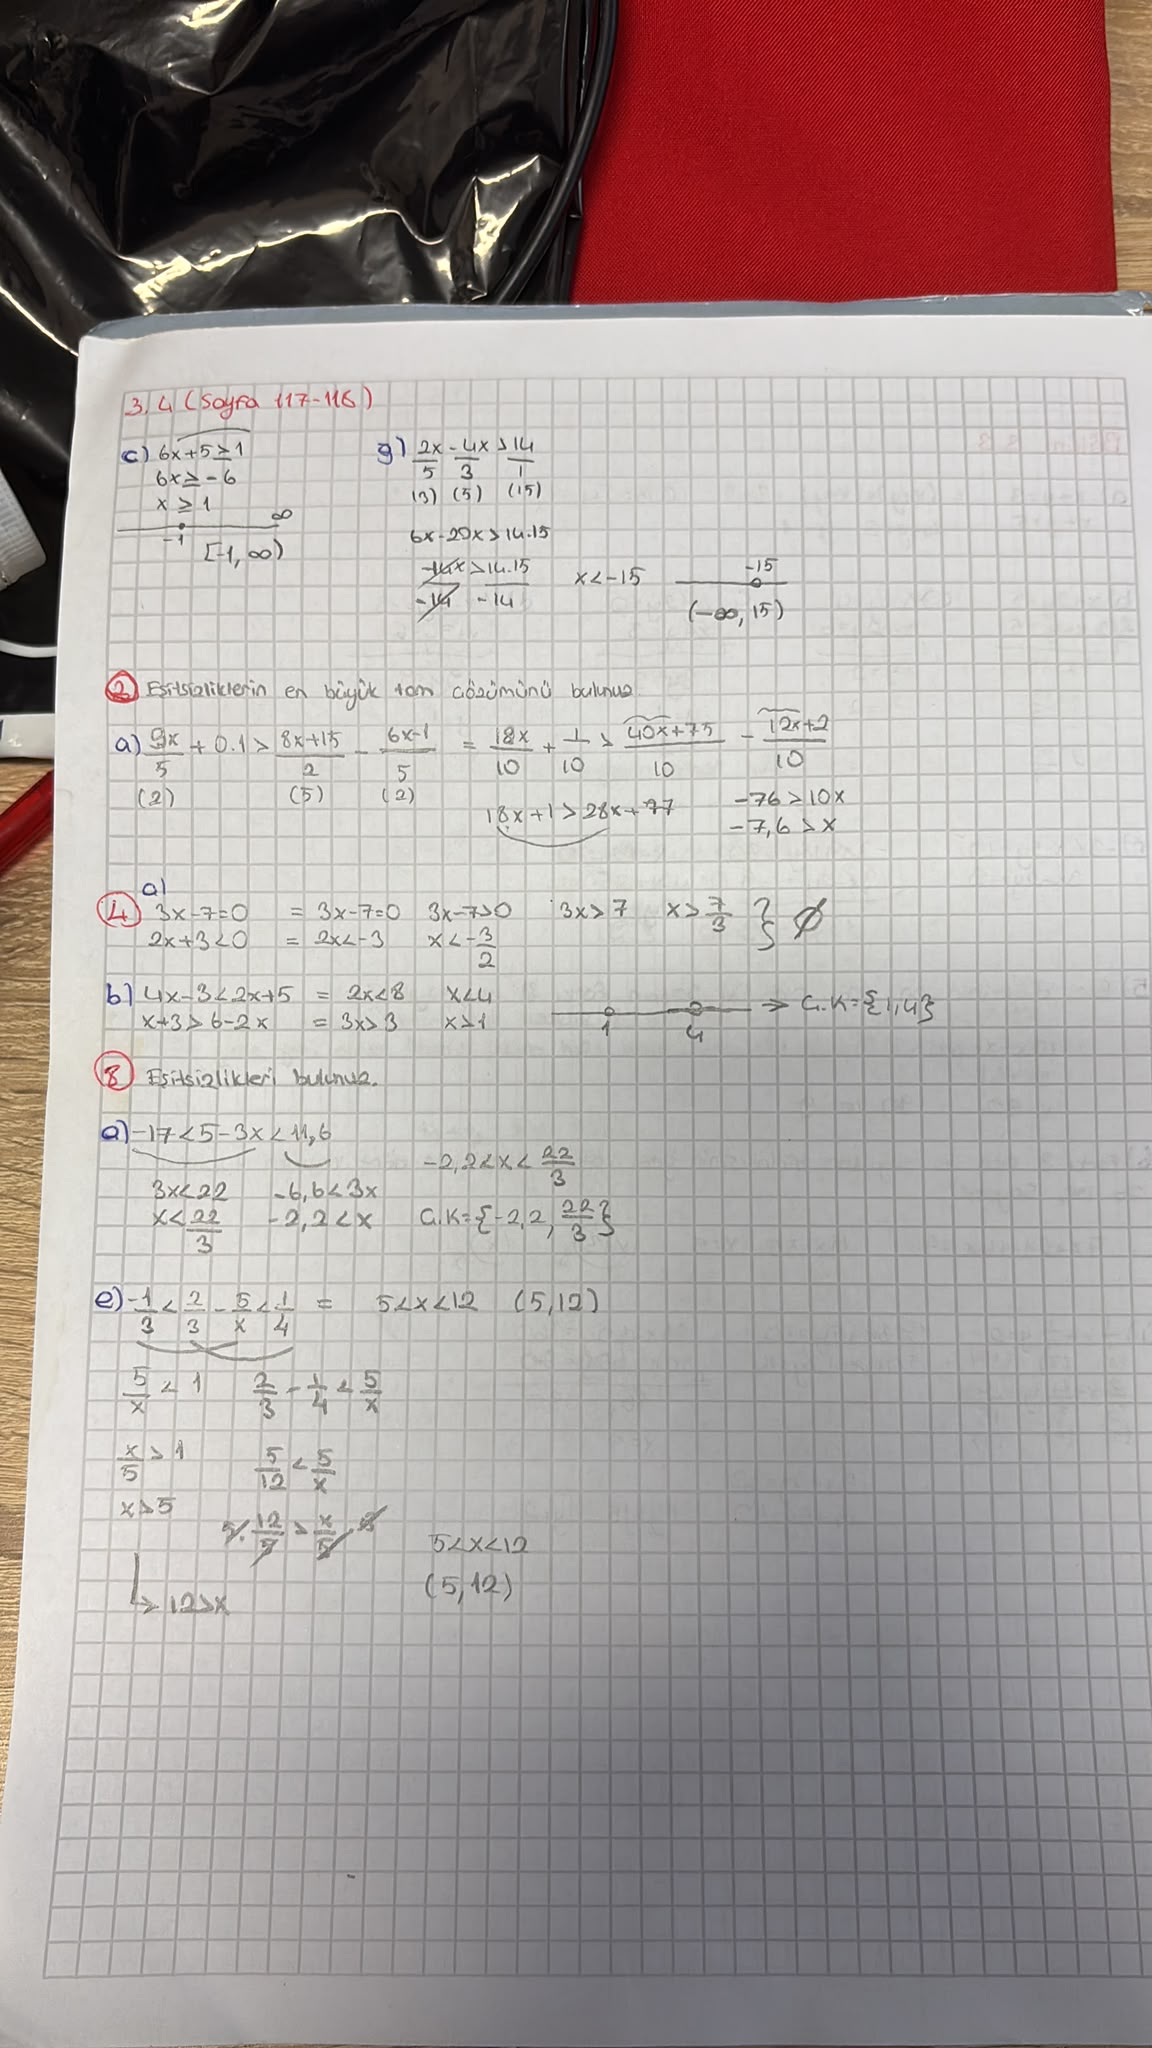 3.4 (Sayfa 117-118)
c) 6x+5≥1
6x≥-6
x≥1
∞
-1
[-1,∞)
g) 2x/5 - 4x/3 > 14/1
(3) (5) (15)
6x-20x>14.15
-14x/-14 > 14.15/-14
x<-15
-15
(-∞,15)
2 Eşitsizliklerin en büyük tam çözümünü bulunuz
a) 9x/5 + 0.1 > 8x+15/2 - 6x-1/5 = 18x/10 + 1/10 > 40x+75/10 - 12x+2/10
(2) (5) (2)
18x+1>28x+77
-76>10x
-7,6>x
4 a)
3x-7=0 = 3x-7=0 3x-7>0 3x>7 x>7/3 } ∅
2x+3<0 = 2x<-3 x<-3/2
b) 4x-3<2x+5 = 2x<8 x<4
x+3>6-2x = 3x>3 x>1
1 4 → Ç.K={1,4}
8 Eşitsizlikleri bulunuz.
a) -17<5-3x<11,6
3x<22 -6,6<3x
x<22/3 -2,2<x
-2,2<x<22/3
Ç.K={-2,2, 22/3}
e) -1/3 < 2/3 - 5/x < 1/4 = 5<x<12 (5,12)
5/x < 1 2/3 - 1/4 < 5/x
x/5 > 1 5/12 < 5/x
x>5
5. 12/5 > x/5 .5
→ 12>x
5<x<12
(5,12)